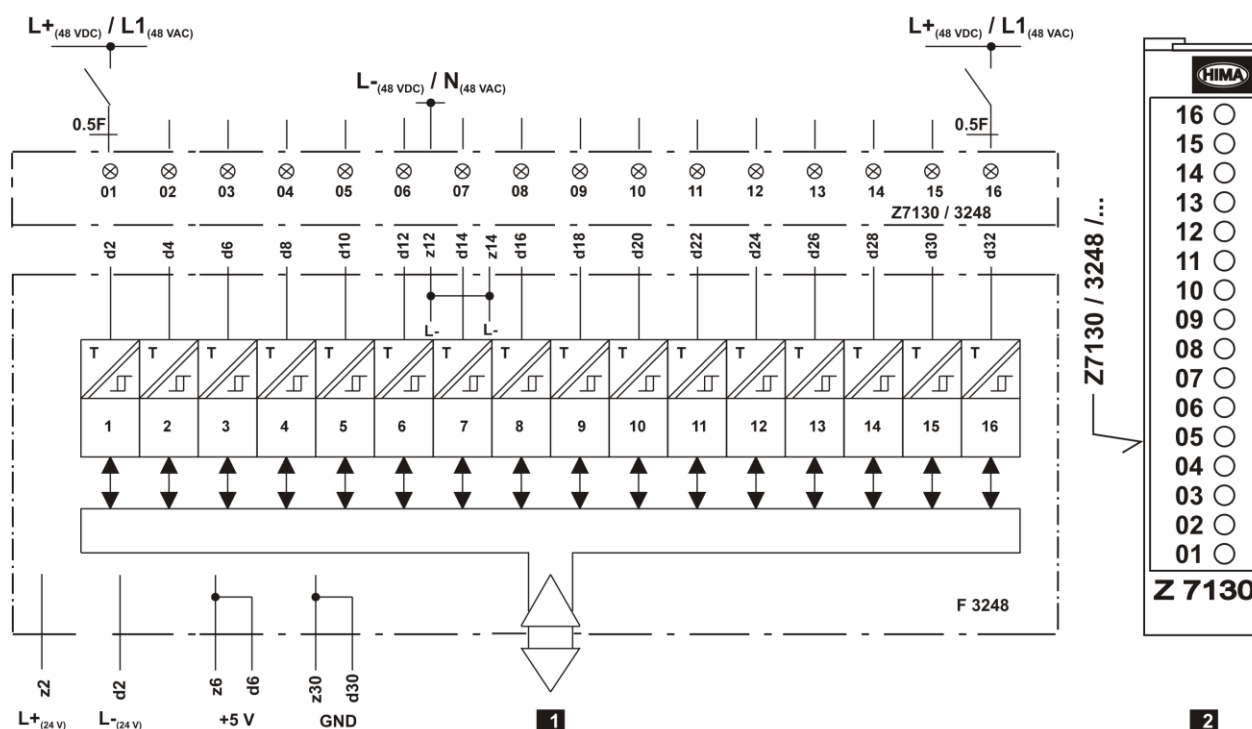 L+(48 VDC) / L1(48 VAC)
L+(48 VDC) / L1(48 VAC)
L-(48 VDC) / N(48 VAC)
0.5F
0.5F
01 02 03 04 05 06 07 08 09 10 11 12 13 14 15 16
Z7130 / 3248
d2 d4 d6 d8 d10 d12 z12 d14 z14 d16 d18 d20 d22 d24 d26 d28 d30 d32
L- L-
T T T T T T T T T T T T T T T T
1 2 3 4 5 6 7 8 9 10 11 12 13 14 15 16
F 3248
z2 d2 z6 d6 z30 d30
L+(24 V) L-(24 V) +5 V GND
1
Z7130 / 3248 /...
HIMA
16
15
14
13
12
11
10
09
08
07
06
05
04
03
02
01
Z 7130
2